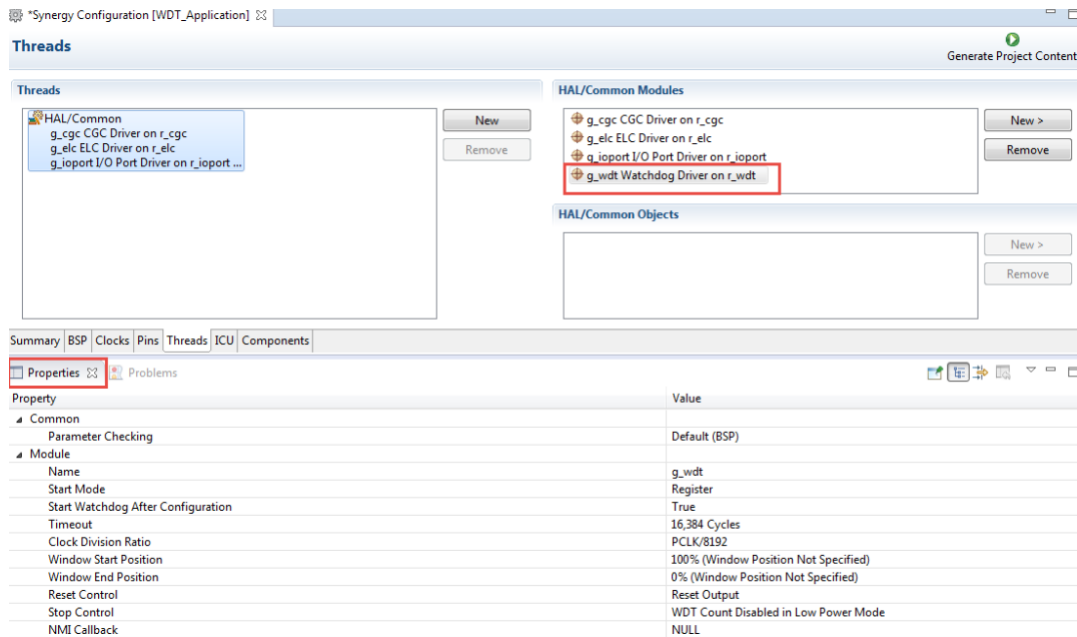 *Synergy Configuration [WDT_Application]
Threads
Generate Project Content
Threads
HAL/Common
g_cgc CGC Driver on r_cgc
g_elc ELC Driver on r_elc
g_ioport I/O Port Driver on r_ioport ...
New
Remove
HAL/Common Modules
g_cgc CGC Driver on r_cgc
g_elc ELC Driver on r_elc
g_ioport I/O Port Driver on r_ioport
g_wdt Watchdog Driver on r_wdt
New >
Remove
HAL/Common Objects
New >
Remove
Summary BSP Clocks Pins Threads ICU Components
Properties Problems
Property Value
Common
Parameter Checking Default (BSP)
Module
Name g_wdt
Start Mode Register
Start Watchdog After Configuration True
Timeout 16,384 Cycles
Clock Division Ratio PCLK/8192
Window Start Position 100% (Window Position Not Specified)
Window End Position 0% (Window Position Not Specified)
Reset Control Reset Output
Stop Control WDT Count Disabled in Low Power Mode
NMI Callback NULL